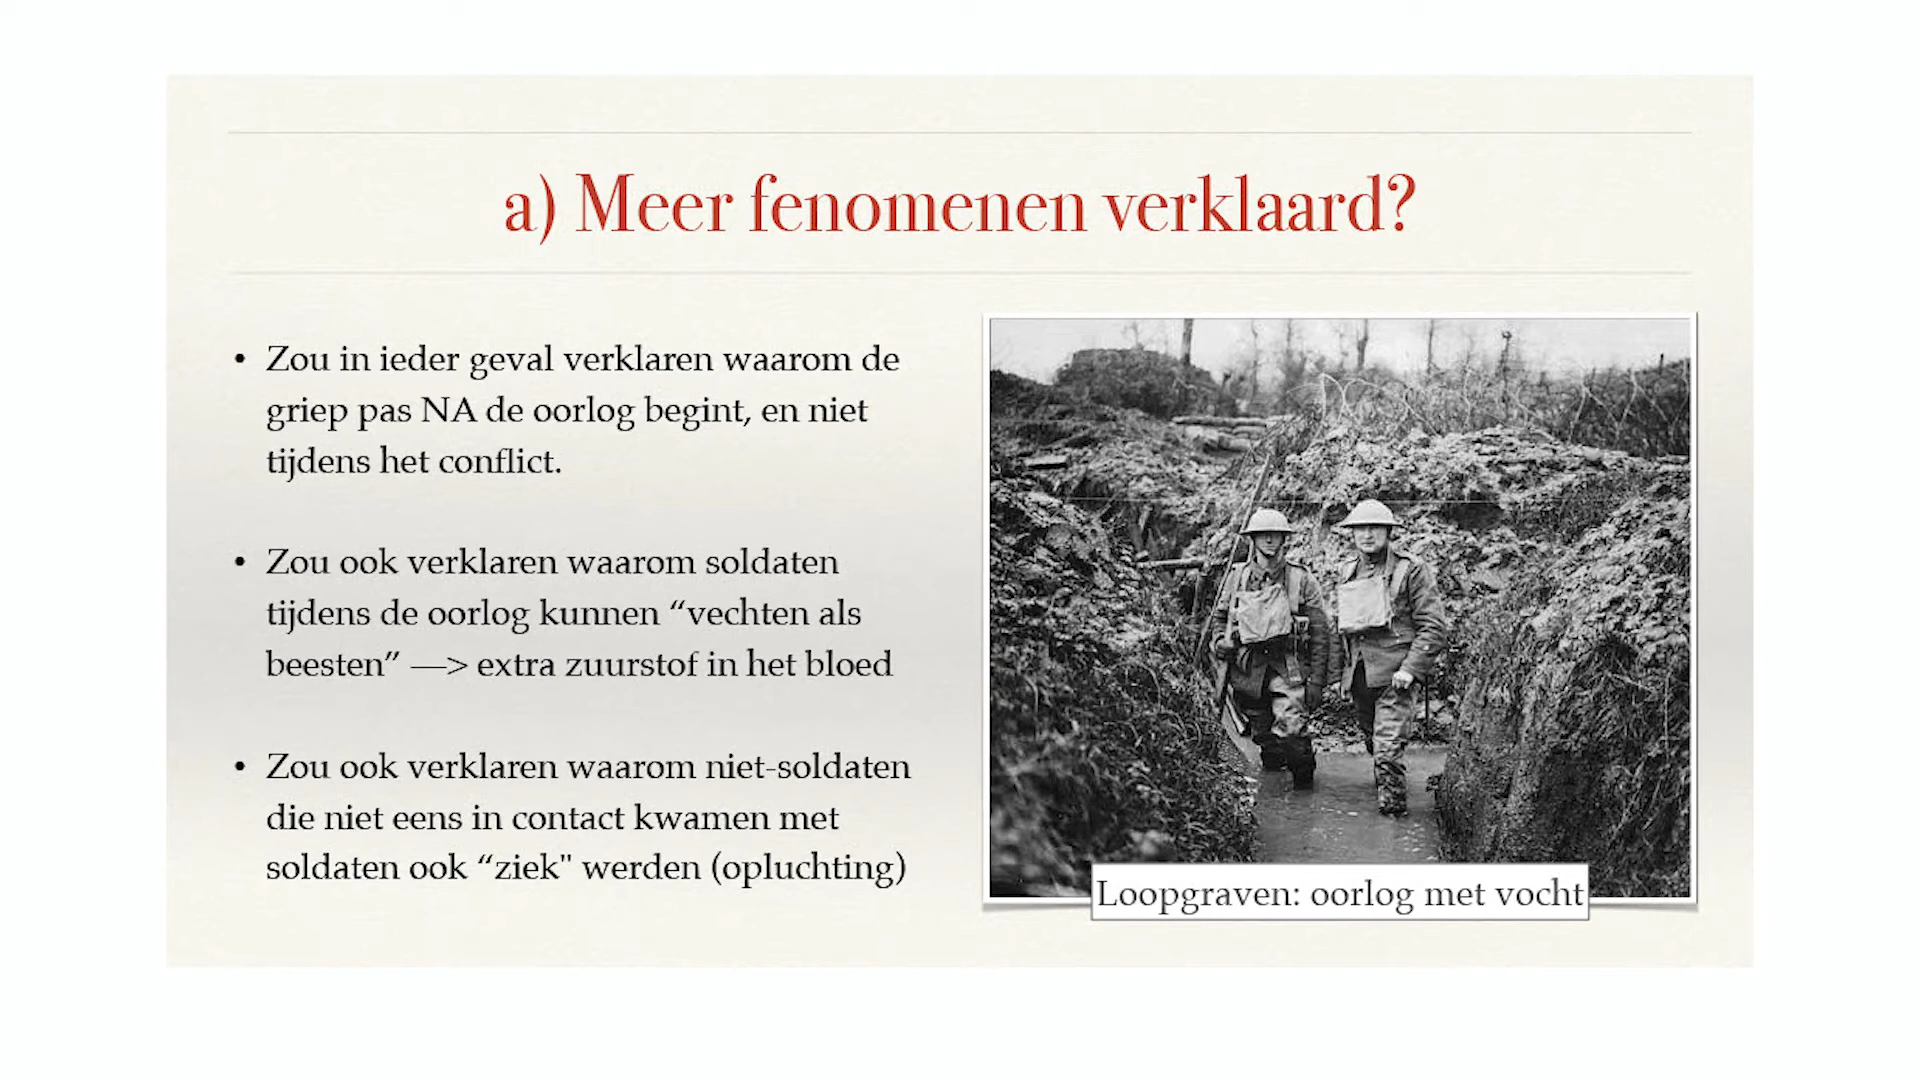 a) Meer fenomenen verklaard?
• Zou in ieder geval verklaren waarom de
griep pas NA de oorlog begint, en niet
tijdens het conflict.
• Zou ook verklaren waarom soldaten
tijdens de oorlog kunnen “vechten als
beesten” —> extra zuurstof in het bloed
• Zou ook verklaren waarom niet-soldaten
die niet eens in contact kwamen met
soldaten ook “ziek" werden (opluchting)
Loopgraven: oorlog met vocht